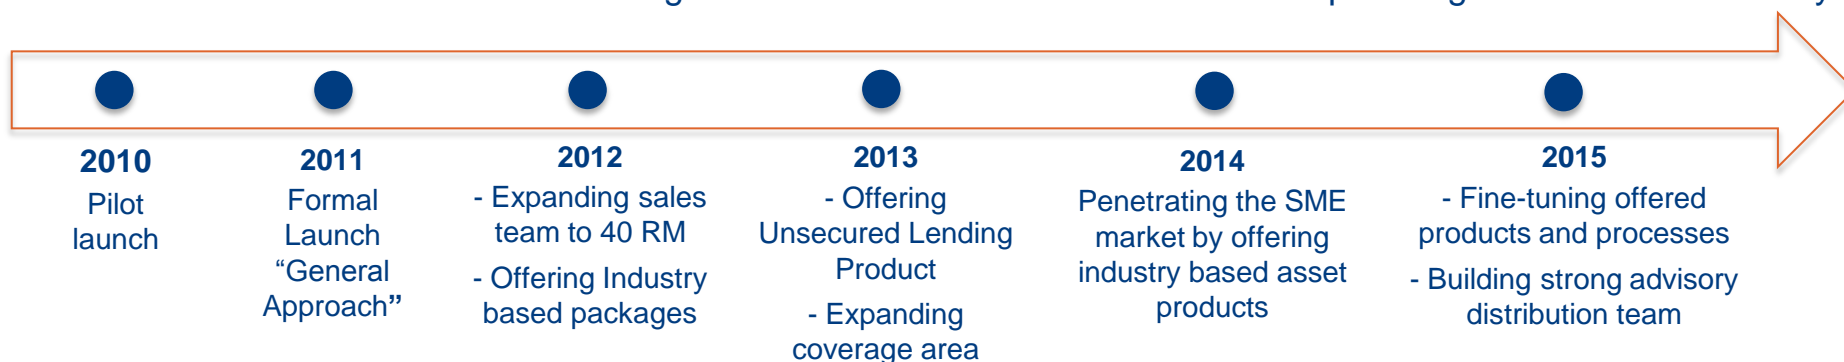 2010
Pilot
launch
2011
Formal
Launch
“General
Approach”
2012
- Expanding sales
team to 40 RM
- Offering Industry
based packages
2013
- Offering
Unsecured Lending
Product
- Expanding
coverage area
2014
Penetrating the SME
market by offering
industry based asset
products
2015
- Fine-tuning offered
products and processes
- Building strong advisory
distribution team